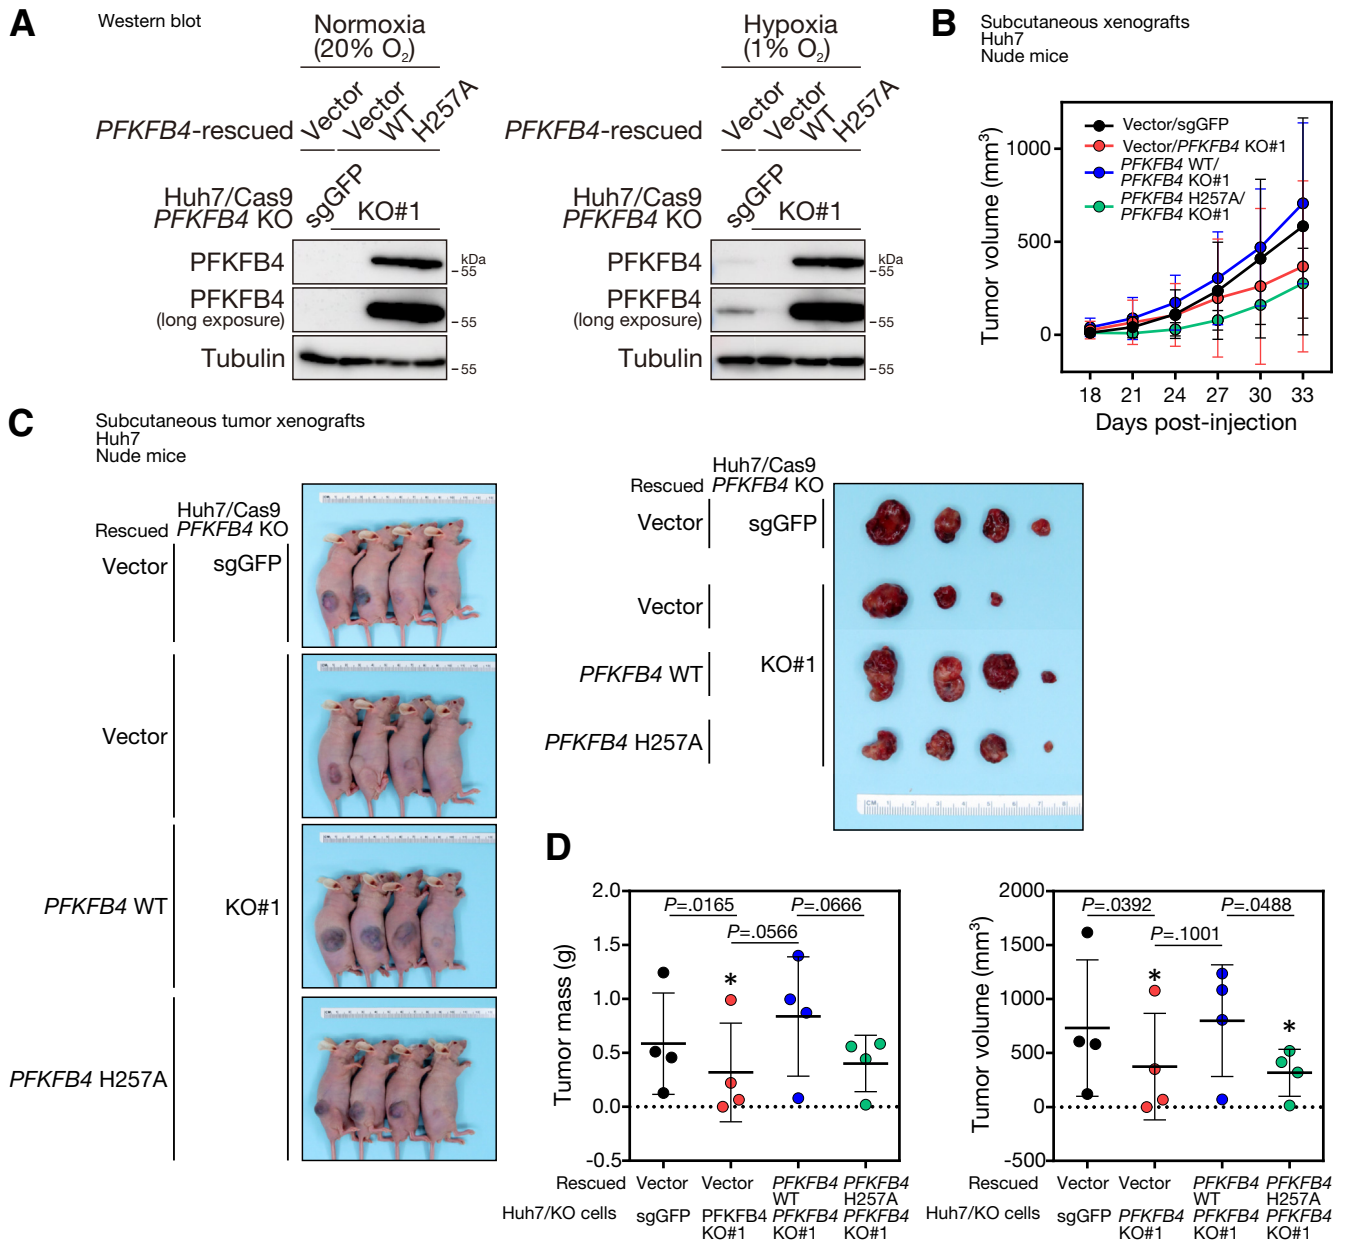 A
Western blot
Normoxia
(20% O2)
Vector
Vector
WT
H257A
PFKFB4-rescued
Huh7/Cas9
PFKFB4 KO
sgGFP
KO#1
PFKFB4
kDa
55
PFKFB4
(long exposure)
55
Tubulin
55
Hypoxia
(1% O2)
Vector
Vector
WT
H257A
PFKFB4-rescued
Huh7/Cas9
PFKFB4 KO
sgGFP
KO#1
PFKFB4
kDa
55
PFKFB4
(long exposure)
55
Tubulin
55
B
Subcutaneous xenografts
Huh7
Nude mice
Tumor volume (mm3)
1000
500
0
Vector/sgGFP
Vector/PFKFB4 KO#1
PFKFB4 WT/
PFKFB4 KO#1
PFKFB4 H257A/
PFKFB4 KO#1
18 21 24 27 30 33
Days post-injection
C
Subcutaneous tumor xenografts
Huh7
Nude mice
Huh7/Cas9
Rescued PFKFB4 KO
Vector sgGFP
Vector
PFKFB4 WT KO#1
PFKFB4 H257A
Huh7/Cas9
Rescued PFKFB4 KO
Vector sgGFP
Vector
KO#1
PFKFB4 WT
PFKFB4 H257A
CM 1 2 3 4 5 6 7 8
D
Tumor mass (g)
2.0
1.5
1.0
0.5
0.0
-0.5
P=.0165 P=.0666
P=.0566
*
Rescued Vector Vector PFKFB4 WT PFKFB4 H257A
Huh7/KO cells sgGFP PFKFB4 KO#1 PFKFB4 KO#1 PFKFB4 KO#1
Tumor volume (mm3)
2000
1500
1000
500
0
-500
P=.0392 P=.0488
P=.1001
*
*
Rescued Vector Vector PFKFB4 WT PFKFB4 H257A
Huh7/KO cells sgGFP PFKFB4 KO#1 PFKFB4 KO#1 PFKFB4 KO#1